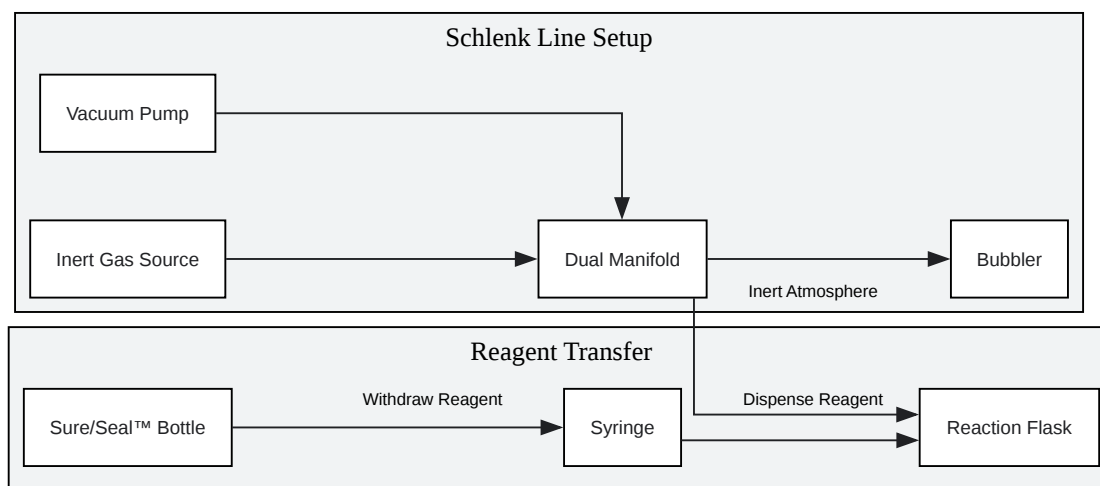 Schlenk Line Setup
Vacuum Pump
Inert Gas Source
Dual Manifold
Bubbler
Inert Atmosphere
Reagent Transfer
Withdraw Reagent
Dispense Reagent
Sure/Seal™ Bottle
Syringe
Reaction Flask